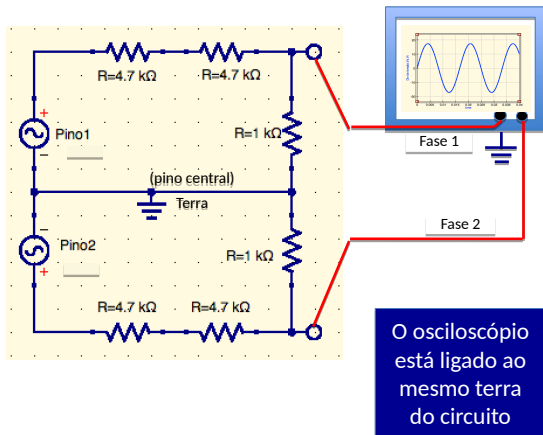 R=4.7 kΩ
R=4.7 kΩ
+
Pino1
R=1 kΩ
Fase 1
(pino central)
Terra
Fase 2
Pino2
+
R=1 kΩ
R=4.7 kΩ
R=4.7 kΩ
O osciloscópio
está ligado ao
mesmo terra
do circuito